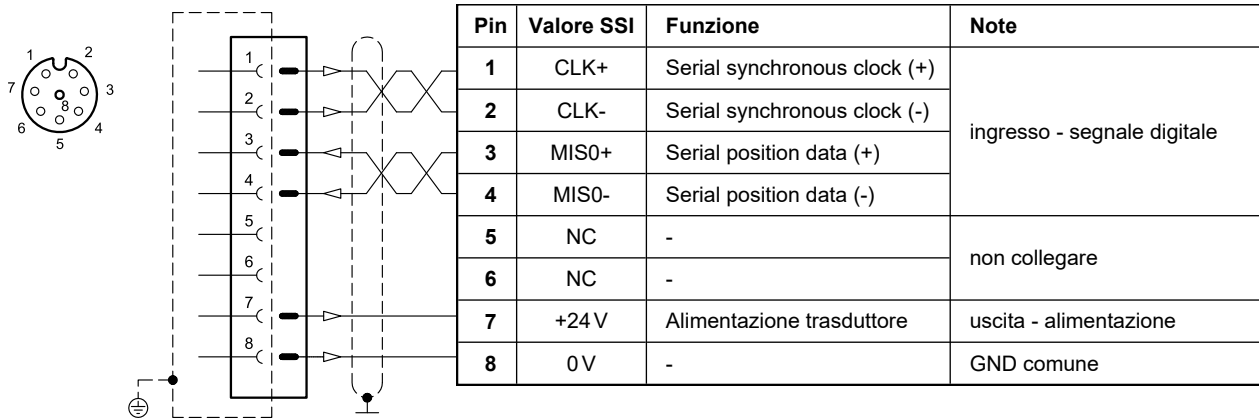 1 2
7 8 3
6 5 4
1
2
3
4
5
6
7
8
Pin Valore SSI Funzione Note
1 CLK+ Serial synchronous clock (+)
2 CLK- Serial synchronous clock (-)
ingresso - segnale digitale
3 MIS0+ Serial position data (+)
4 MIS0- Serial position data (-)
5 NC -
non collegare
6 NC -
7 +24 V Alimentazione trasduttore uscita - alimentazione
8 0 V - GND comune